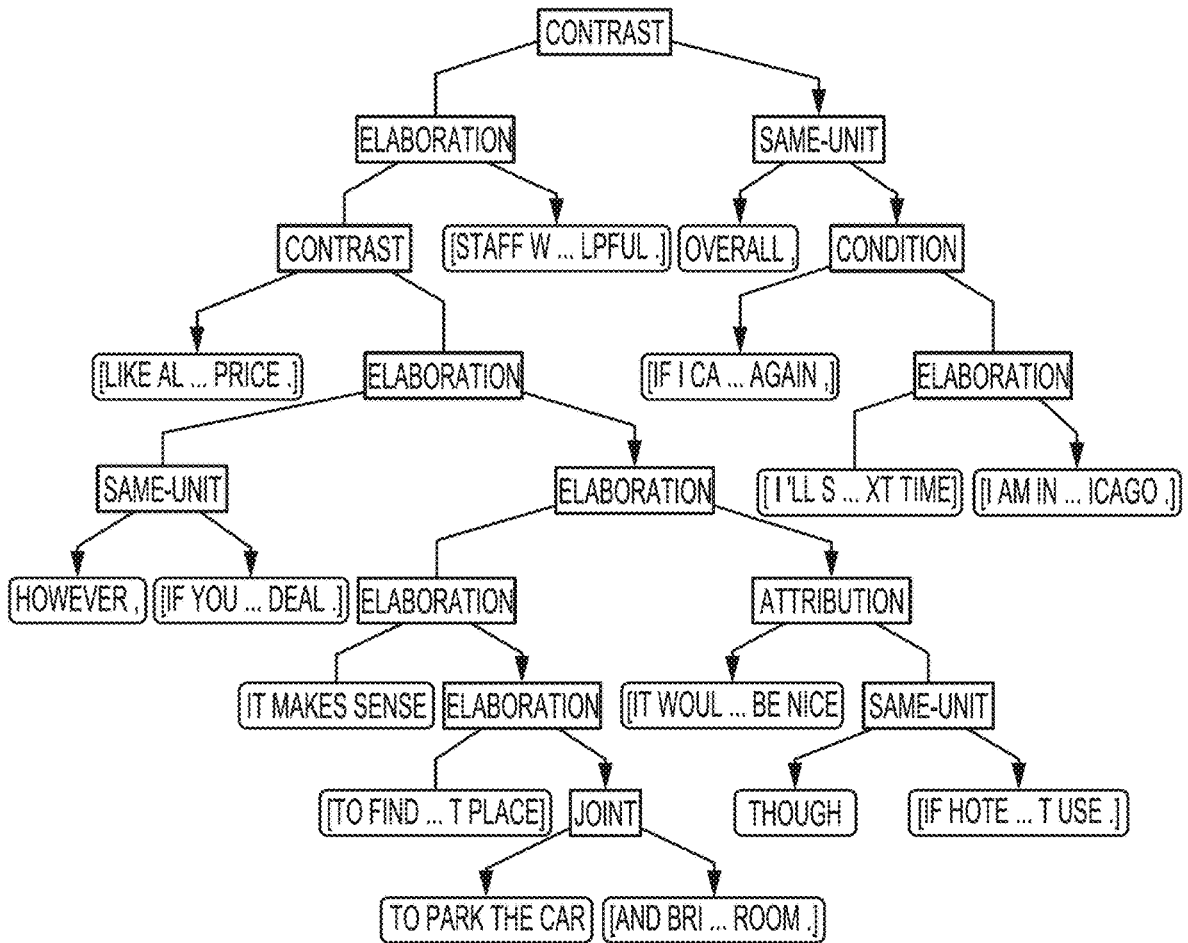 CONTRAST
ELABORATION
SAME-UNIT
CONTRAST
[STAFF W ... LPFUL .]
OVERALL ,
CONDITION
[LIKE AL ... PRICE .]
ELABORATION
[IF I CA ... AGAIN ,]
ELABORATION
SAME-UNIT
ELABORATION
[ I 'LL S ... XT TIME]
[I AM IN ... ICAGO .]
HOWEVER ,
[IF YOU ... DEAL .]
ELABORATION
ATTRIBUTION
IT MAKES SENSE
ELABORATION
[IT WOUL ... BE NICE
SAME-UNIT
[TO FIND ... T PLACE]
JOINT
THOUGH
[IF HOTE ... T USE .]
TO PARK THE CAR
[AND BRI ... ROOM .]